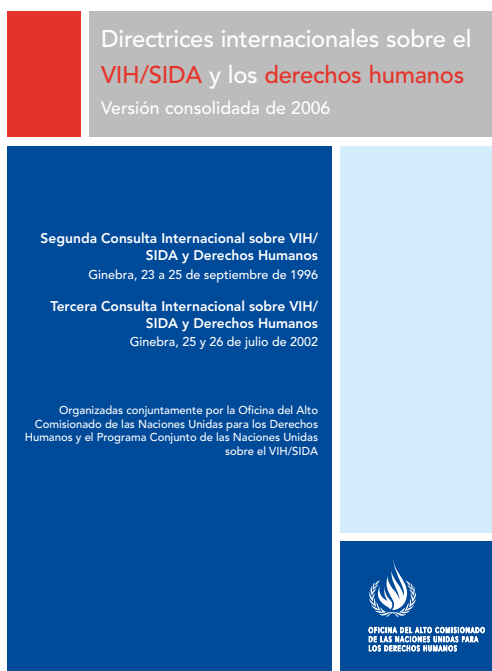 Directrices internacionales sobre el
VIH/SIDA y los derechos humanos
Versión consolidada de 2006
Segunda Consulta Internacional sobre VIH/
SIDA y Derechos Humanos
Ginebra, 23 a 25 de septiembre de 1996
Tercera Consulta Internacional sobre VIH/
SIDA y Derechos Humanos
Ginebra, 25 y 26 de julio de 2002
Organizadas conjuntamente por la Oficina del Alto
Comisionado de las Naciones Unidas para los Derechos
Humanos y el Programa Conjunto de las Naciones Unidas
sobre el VIH/SIDA
OFICINA DEL ALTO COMISIONADO
DE LAS NACIONES UNIDAS PARA
LOS DERECHOS HUMANOS